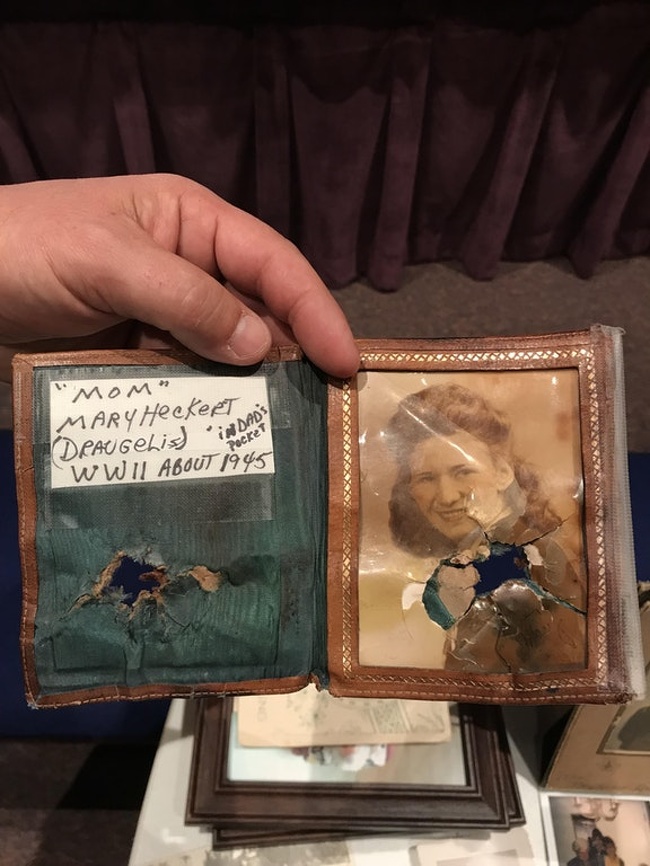 "MOM"
MARY HecKeRT
(DRAUGeLis) "iN DAD's POCKeT
WWII ABOUT 1945